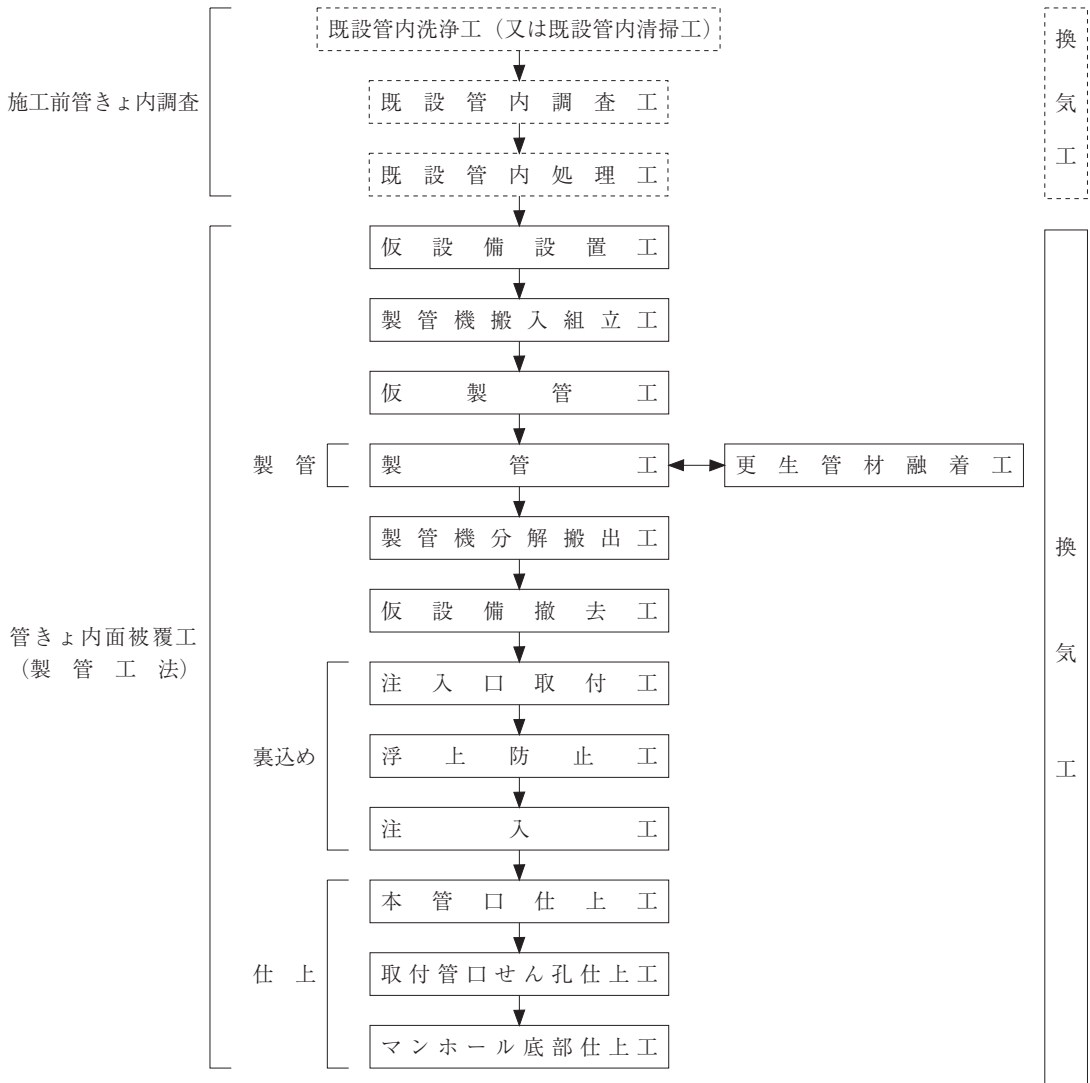 既設管内洗浄工（又は既設管内清掃工）
施工前管きょ内調査
既設管内調査工
既設管内処理工
換気工
仮設備設置工
製管機搬入組立工
仮製管工
製管
製管工
更生管材融着工
製管機分解搬出工
仮設備撤去工
管きょ内面被覆工
（製管工法）
注入口取付工
裏込め
浮上防止工
注入工
本管口仕上工
仕上
取付管口せん孔仕上工
マンホール底部仕上工
換気工